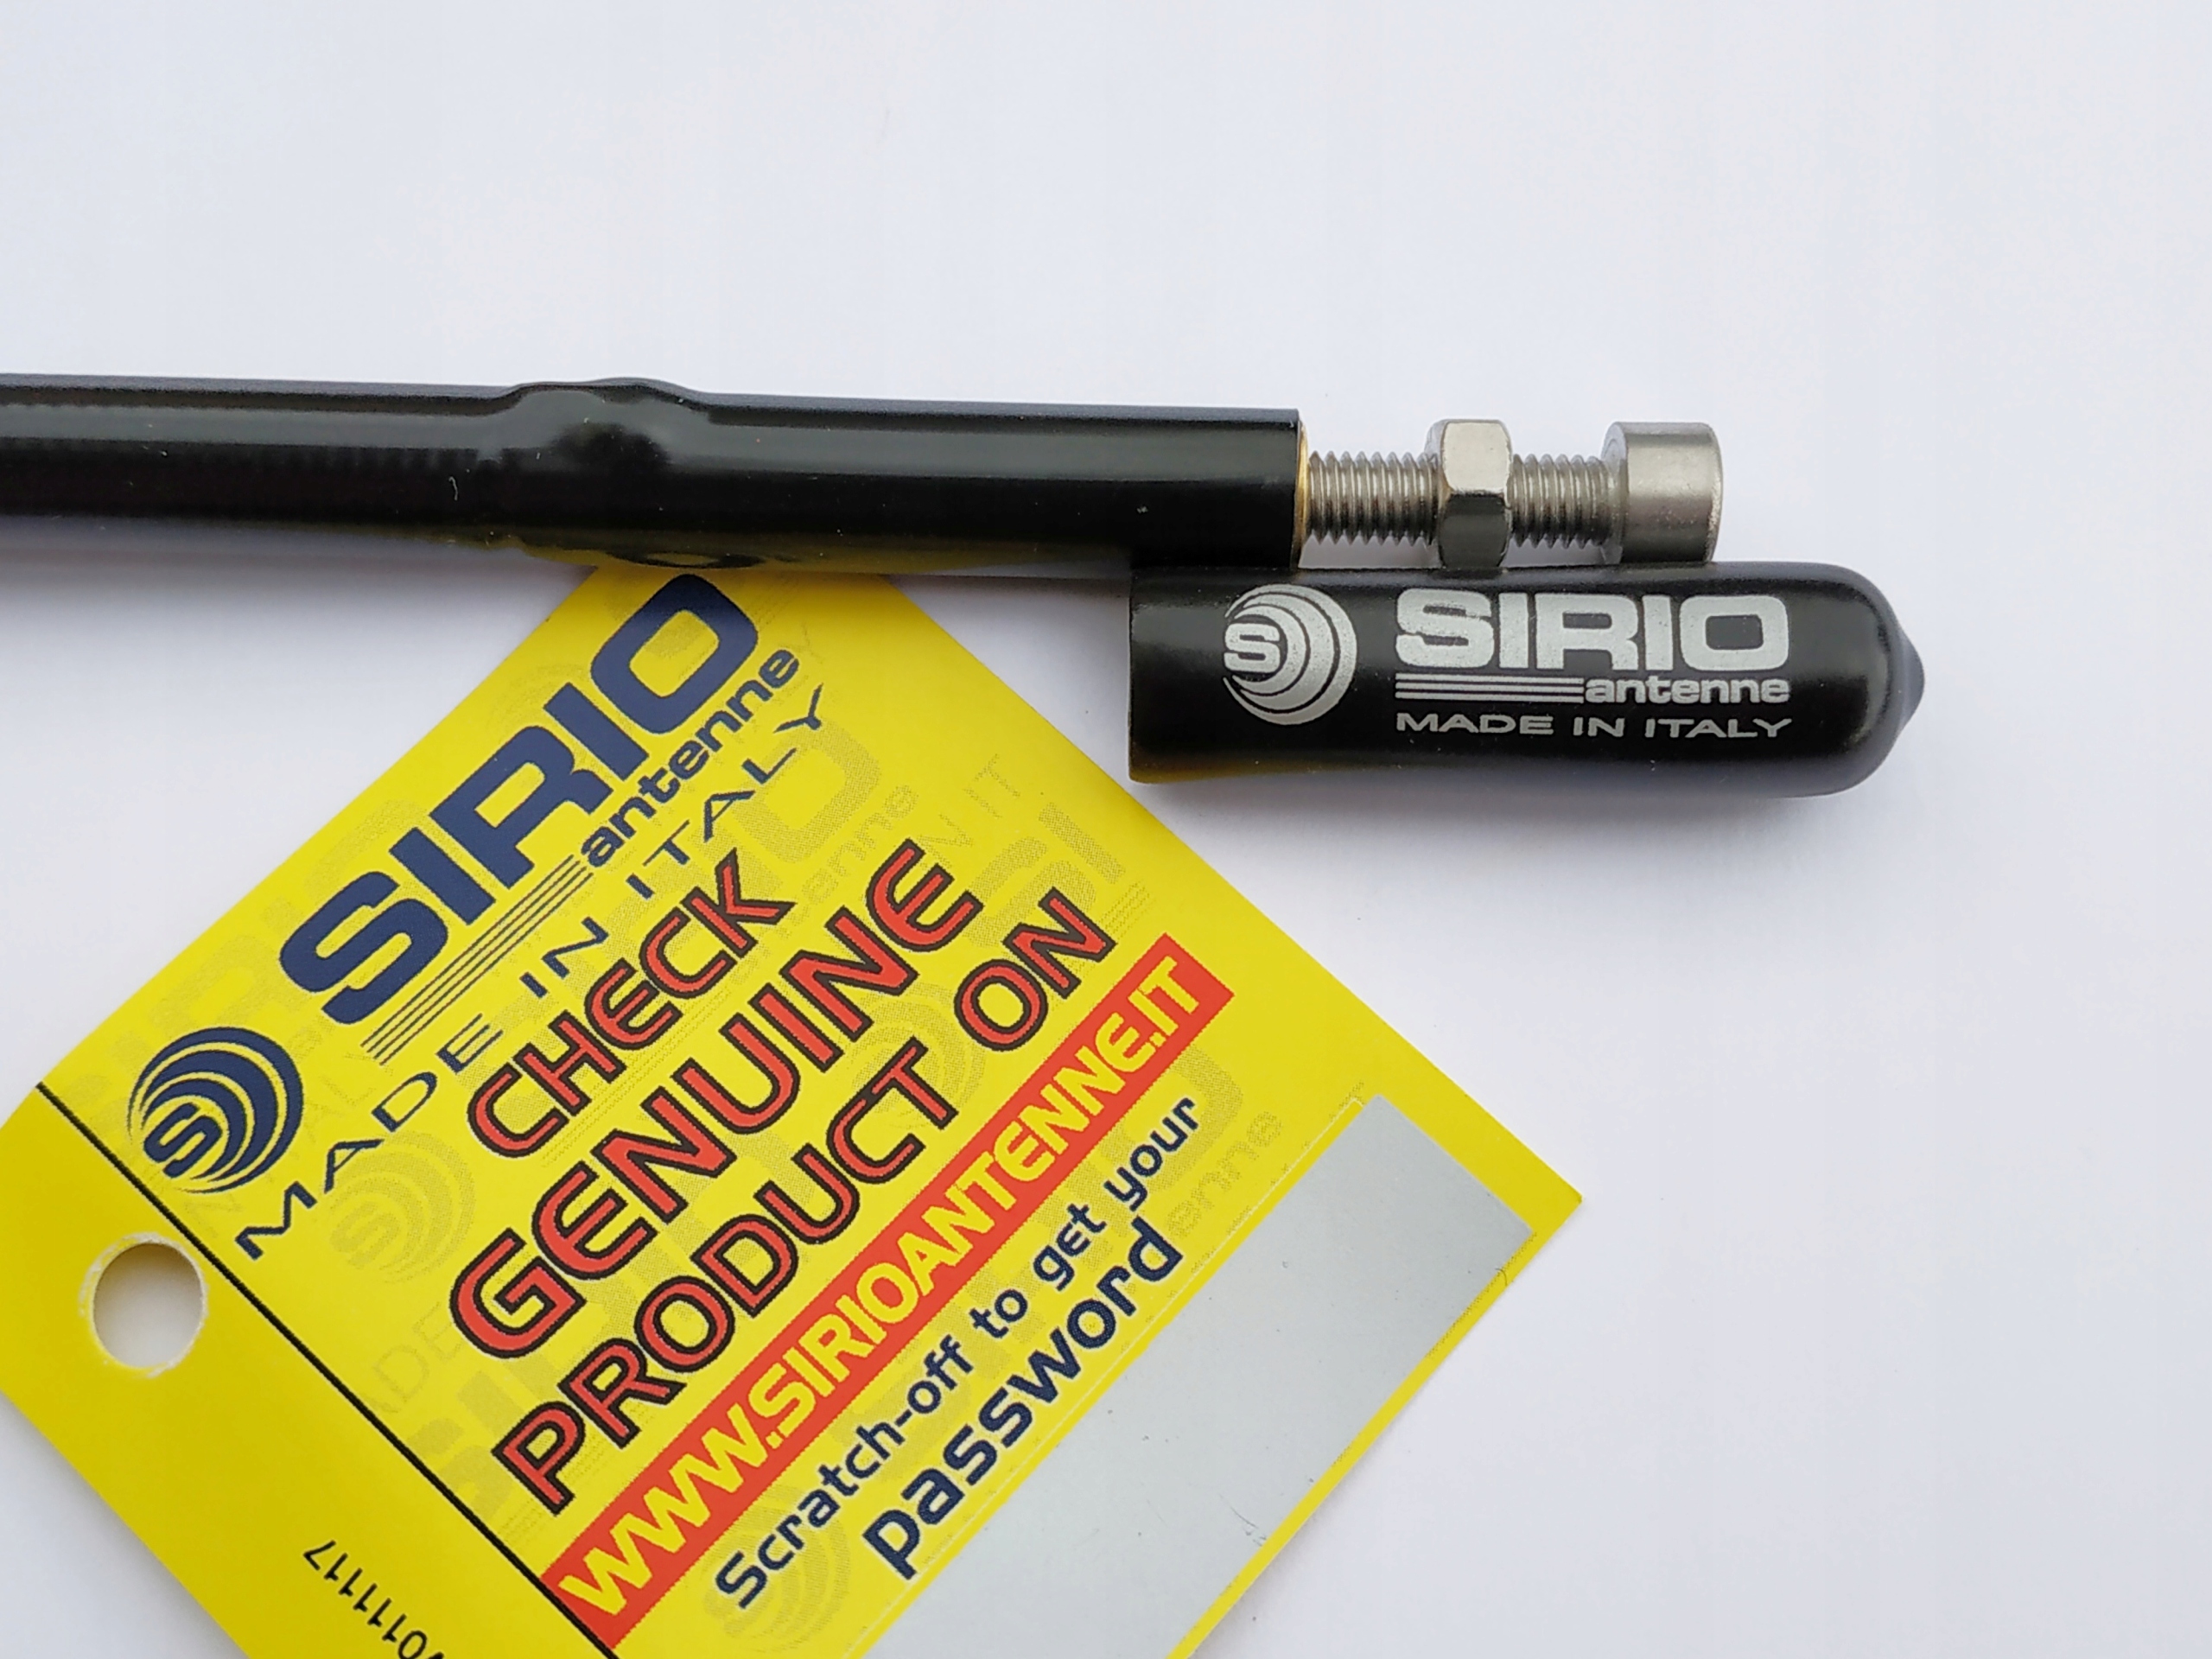 S SIRIO
antenne
MADE IN ITALY
S SIRIO
antenne
MADE IN ITALY
CHECK
GENUINE
PRODUCT ON
WWW.SIRIOANTENNE.IT
Scratch-off to get your
password